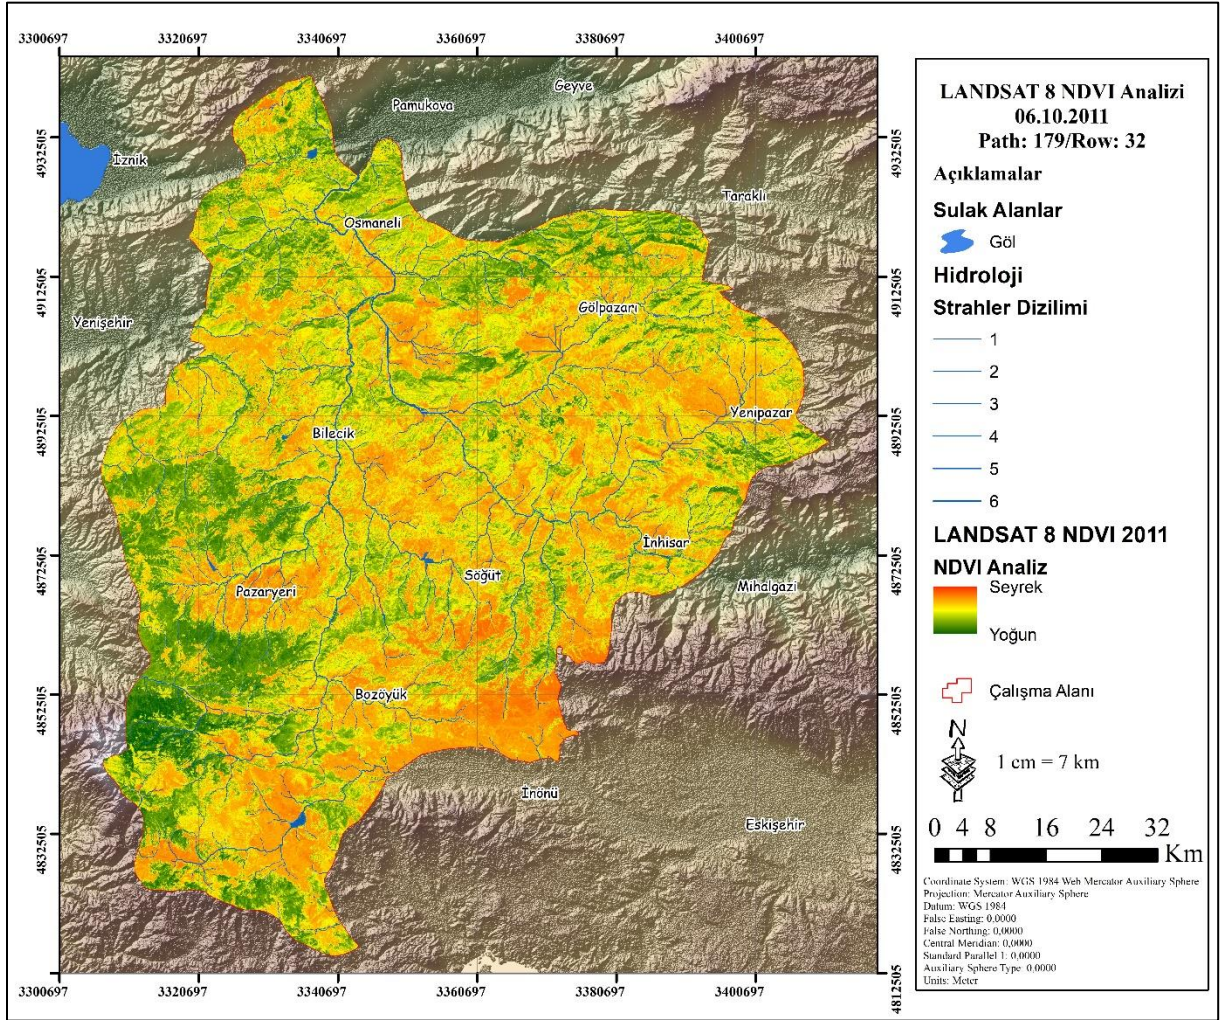 3300697 3320697 3340697 3360697 3380697 3400697
4932505
4912505
4892505
4872505
4852505
4832505
Geyve
Pamukova
İznik
Taraklı
Osmaneli
Gölpazarı
Yenişehir
Yenipazar
Bilecik
İnhisar
Söğüt
Mihalgazi
Pazaryeri
Bozöyük
İnönü
Eskişehir
4932505
4912505
4892505
4872505
4852505
4832505
4812505
3300697 3320697 3340697 3360697 3380697 3400697
LANDSAT 8 NDVI Analizi
06.10.2011
Path: 179/Row: 32
Açıklamalar
Sulak Alanlar
Göl
Hidroloji
Strahler Dizilimi
1
2
3
4
5
6
LANDSAT 8 NDVI 2011
NDVI Analiz
Seyrek
Yoğun
Çalışma Alanı
N
1 cm = 7 km
0 4 8 16 24 32
Km
Coordinate System: WGS 1984 Web Mercator Auxiliary Sphere
Projection: Mercator Auxiliary Sphere
Datum: WGS 1984
False Easting: 0,0000
False Northing: 0,0000
Central Meridian: 0,0000
Standard Parallel 1: 0,0000
Auxiliary Sphere Type: 0,0000
Units: Meter